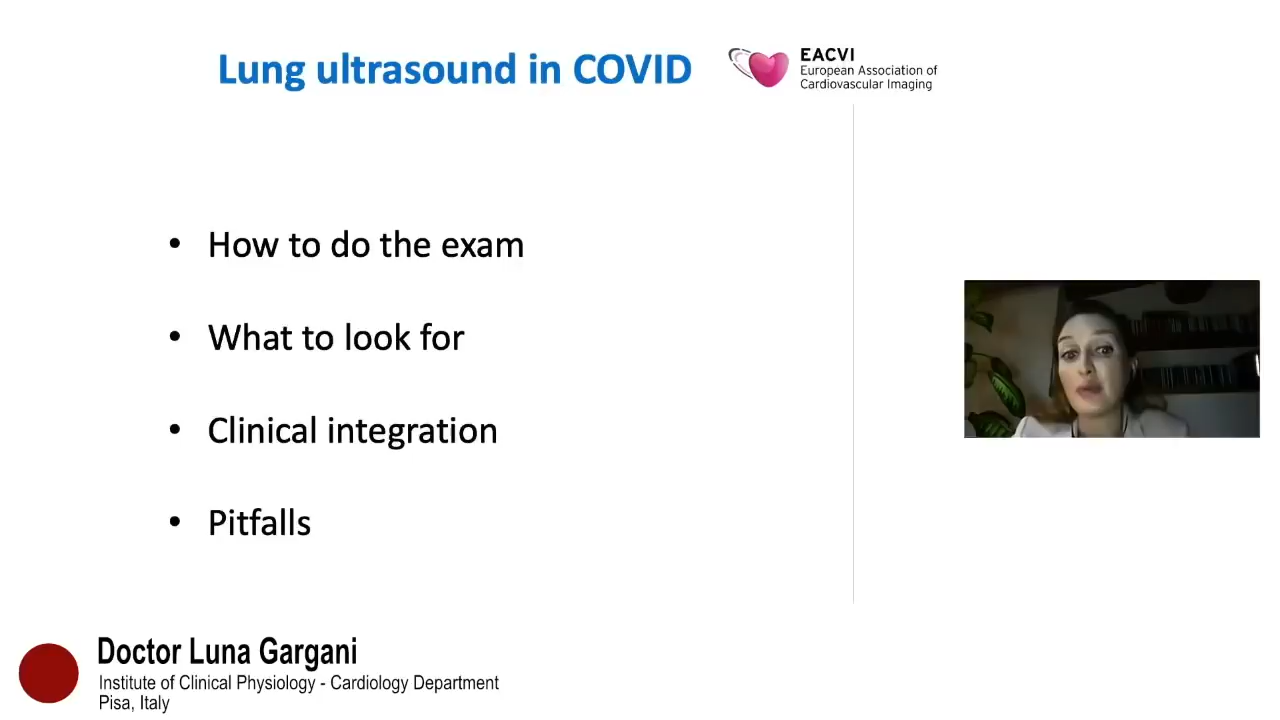 Lung ultrasound in COVID
EACVI
European Association of
Cardiovascular Imaging
• How to do the exam
• What to look for
• Clinical integration
• Pitfalls
Doctor Luna Gargani
Institute of Clinical Physiology - Cardiology Department
Pisa, Italy